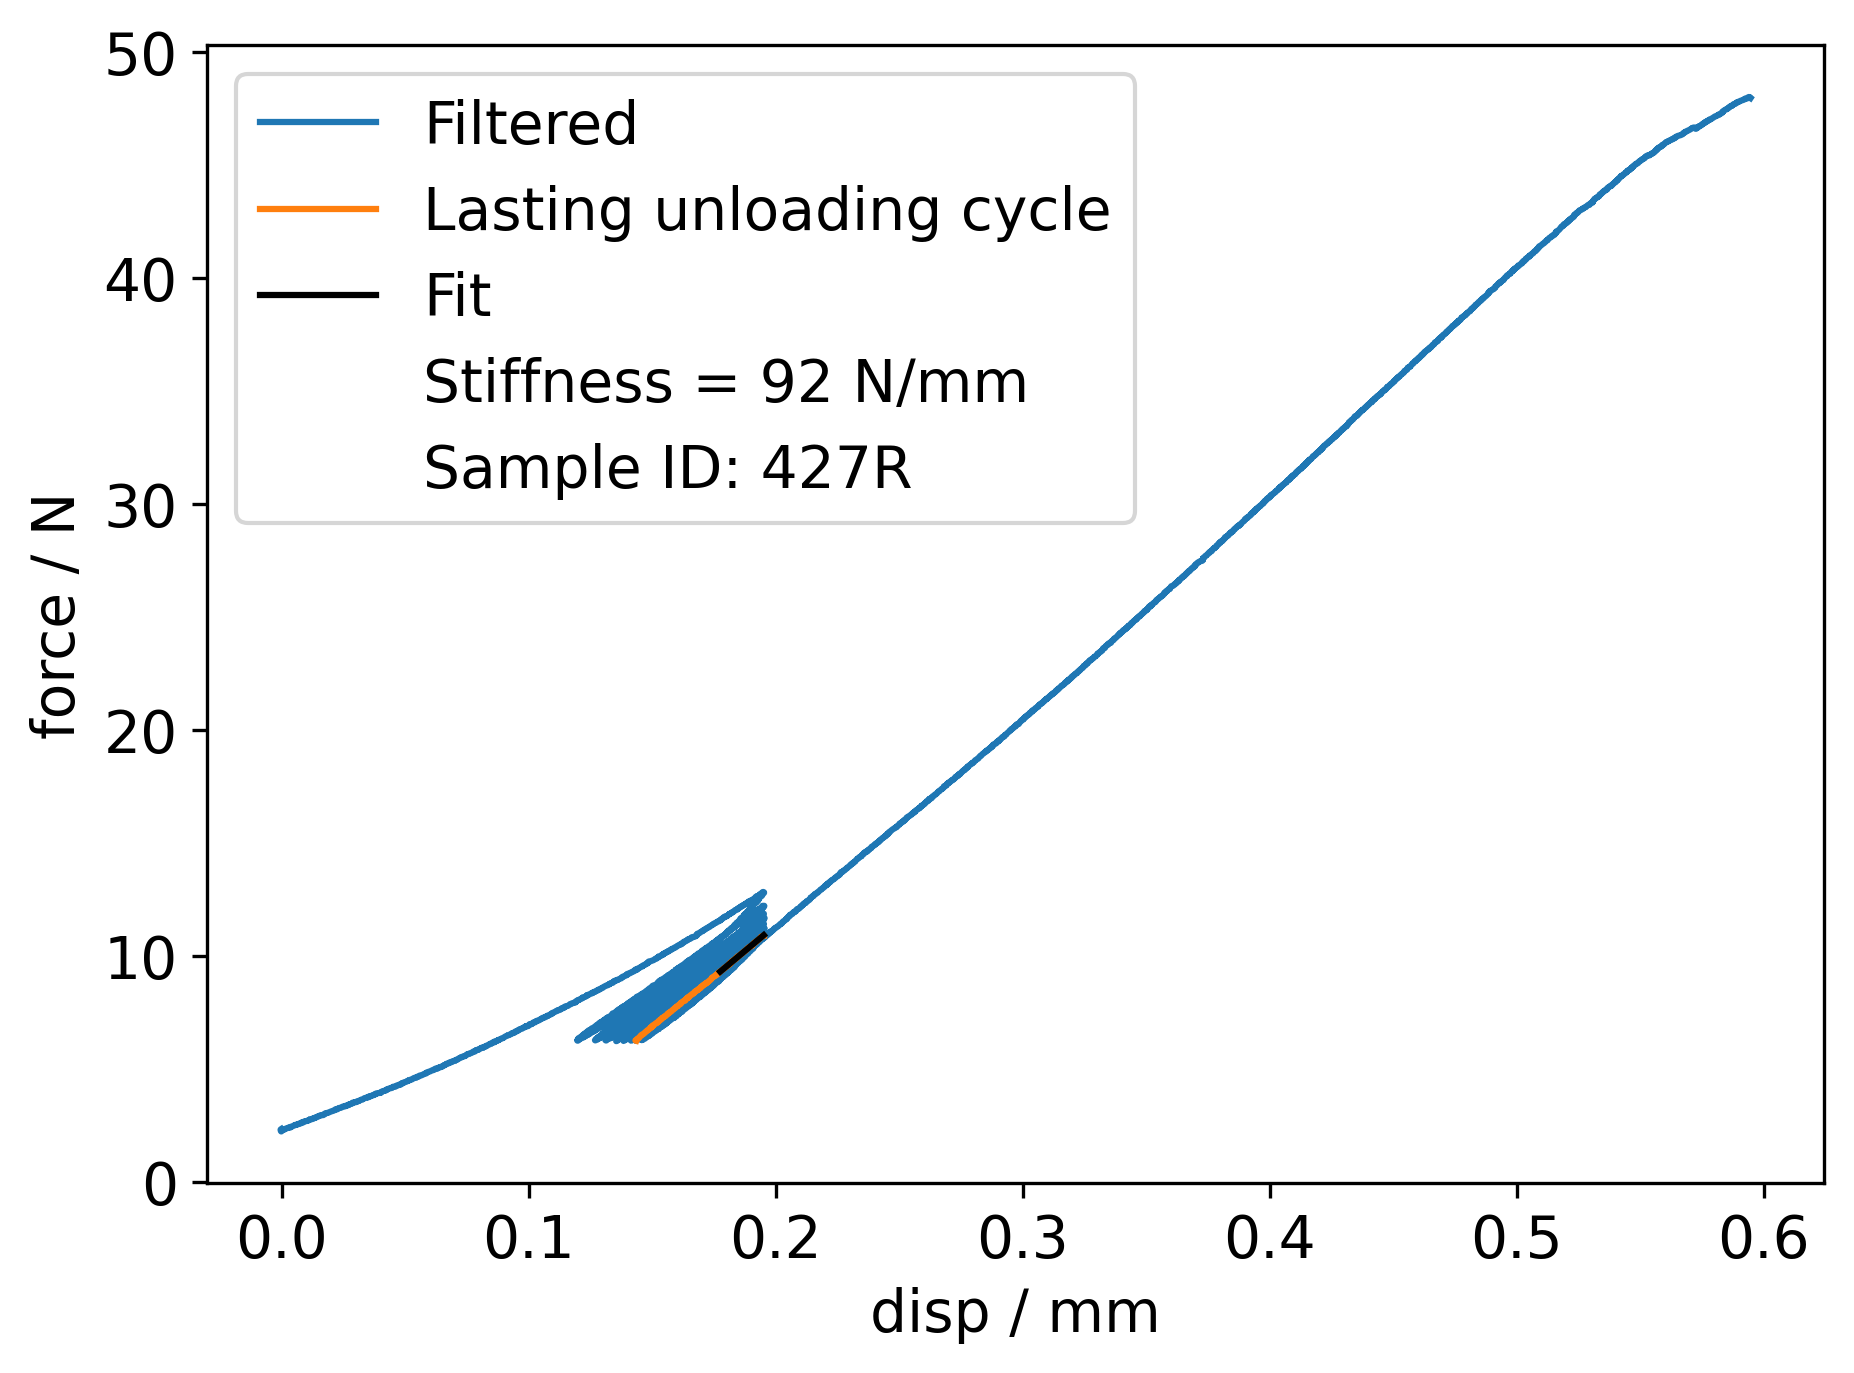 50
40
30
20
10
0
force / N
Filtered
Lasting unloading cycle
Fit
Stiffness = 92 N/mm
Sample ID: 427R
0.0 0.1 0.2 0.3 0.4 0.5 0.6
disp / mm